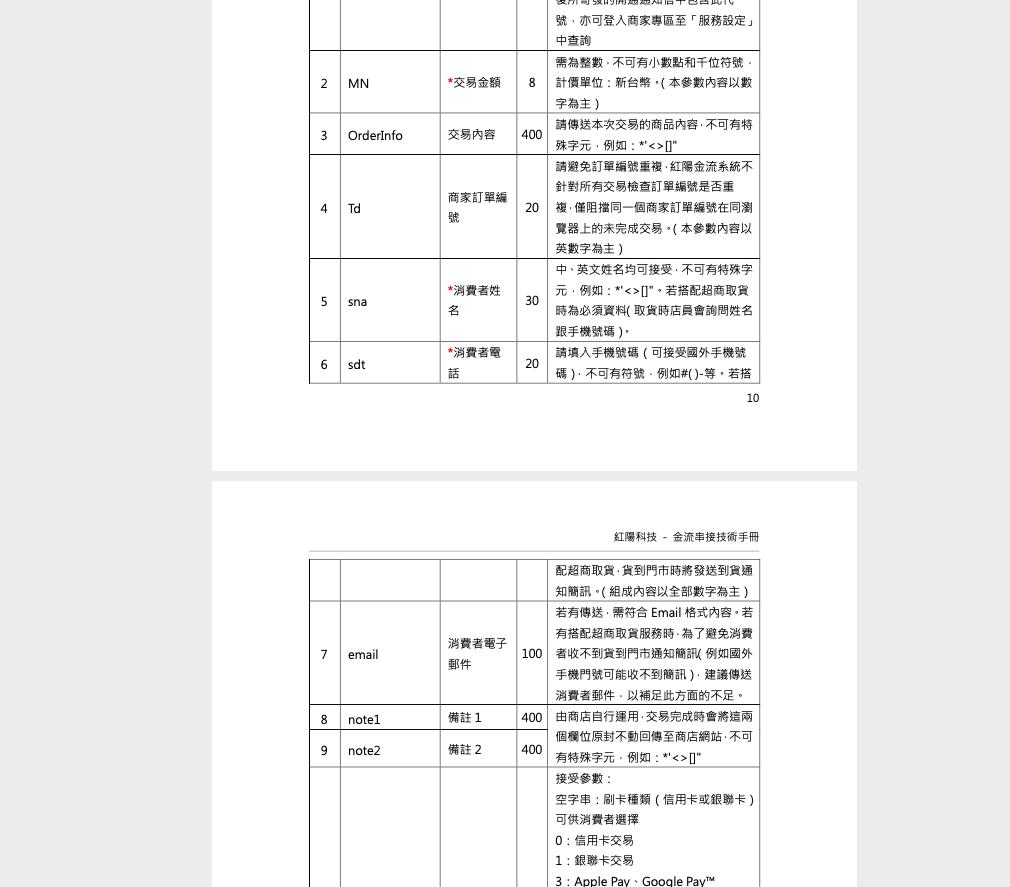 號，亦可登入商家專區至「服務設定」
中查詢
2 MN *交易金額 8 需為整數，不可有小數點和千位符號，
計價單位：新台幣。( 本參數內容以數
字為主 )
3 OrderInfo 交易內容 400 請傳送本次交易的商品內容，不可有特
殊字元，例如：*'<>[]"
4 Td 商家訂單編
號 20 請避免訂單編號重複，紅陽金流系統不
針對所有交易檢查訂單編號是否重
複，僅阻擋同一個商家訂單編號在同瀏
覽器上的未完成交易。( 本參數內容以
英數字為主 )
5 sna *消費者姓
名 30 中、英文姓名均可接受，不可有特殊字
元，例如：*'<>[]"。若搭配超商取貨
時為必須資料( 取貨時店員會詢問姓名
跟手機號碼 )。
6 sdt *消費者電
話 20 請填入手機號碼 ( 可接受國外手機號
碼 )，不可有符號，例如#( )-等。若搭
10
紅陽科技 - 金流串接技術手冊
配超商取貨，貨到門市時將發送到貨通
知簡訊。( 組成內容以全部數字為主 )
7 email 消費者電子
郵件 100 若有傳送，需符合 Email 格式內容。若
有搭配超商取貨服務時，為了避免消費
者收不到貨到門市通知簡訊( 例如國外
手機門號可能收不到簡訊 )，建議傳送
消費者郵件，以補足此方面的不足。
8 note1 備註 1 400 由商店自行運用，交易完成時會將這兩
個欄位原封不動回傳至商店網站，不可
9 note2 備註 2 400 有特殊字元，例如：*'<>[]"
接受參數：
空字串：刷卡種類 ( 信用卡或銀聯卡 )
可供消費者選擇
0：信用卡交易
1：銀聯卡交易
3：Apple Pay、Google Pay™